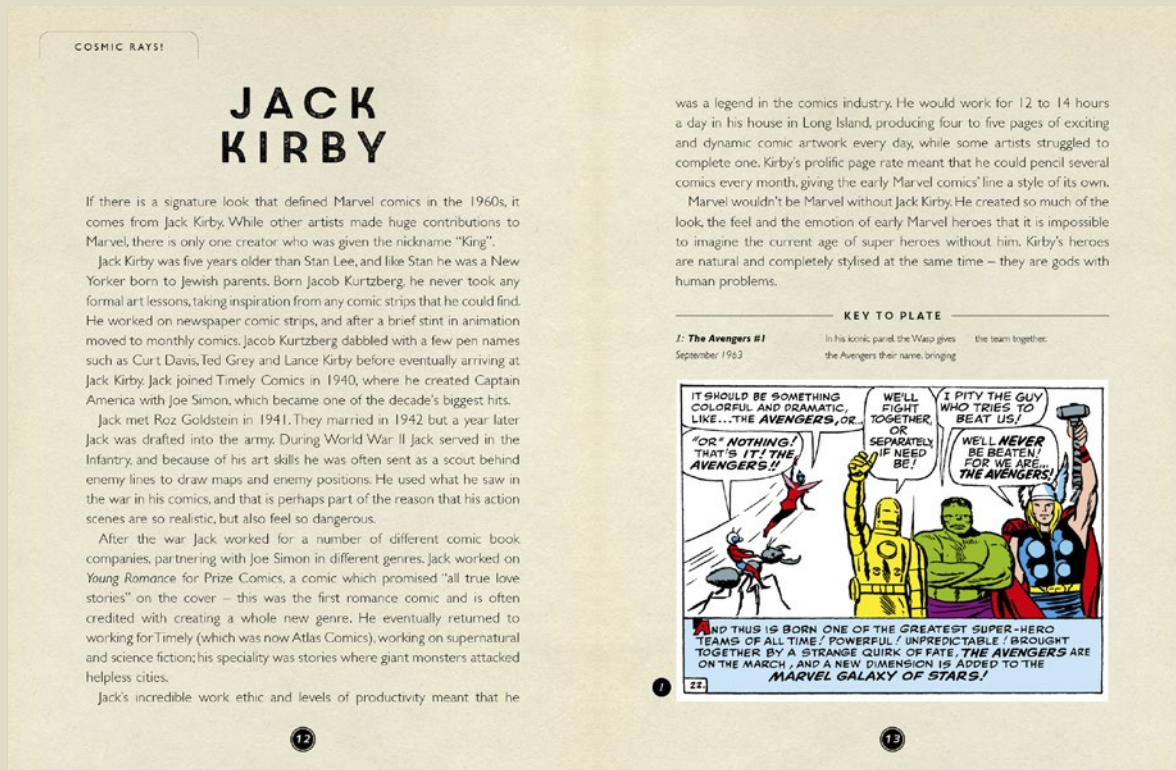 COSMIC RAYS!
JACK
KIRBY
If there is a signature look that defined Marvel comics in the 1960s, it
comes from Jack Kirby. While other artists made huge contributions to
Marvel, there is only one creator who was given the nickname “King”.
Jack Kirby was five years older than Stan Lee, and like Stan he was a New
Yorker born to Jewish parents. Born Jacob Kurtzberg, he never took any
formal art lessons, taking inspiration from any comic strips that he could find.
He worked on newspaper comic strips, and after a brief stint in animation
moved to monthly comics. Jacob Kurtzberg dabbled with a few pen names
such as Curt Davis, Ted Grey and Lance Kirby before eventually arriving at
Jack Kirby. Jack joined Timely Comics in 1940, where he created Captain
America with Joe Simon, which became one of the decade’s biggest hits.
Jack met Roz Goldstein in 1941. They married in 1942 but a year later
Jack was drafted into the army. During World War II Jack served in the
Infantry, and because of his art skills he was often sent as a scout behind
enemy lines to draw maps and enemy positions. He used what he saw in
the war in his comics, and that is perhaps part of the reason that his action
scenes are so realistic, but also feel so dangerous.
After the war Jack worked for a number of different comic book
companies, partnering with Joe Simon in different genres. Jack worked on
Young Romance for Prize Comics, a comic which promised “all true love
stories” on the cover – this was the first romance comic and is often
credited with creating a whole new genre. He eventually returned to
working for Timely (which was now Atlas Comics), working on supernatural
and science fiction; his speciality was stories where giant monsters attacked
helpless cities.
Jack’s incredible work ethic and levels of productivity meant that he
12
was a legend in the comics industry. He would work for 12 to 14 hours
a day in his house in Long Island, producing four to five pages of exciting
and dynamic comic artwork every day, while some artists struggled to
complete one. Kirby’s prolific page rate meant that he could pencil several
comics every month, giving the early Marvel comics’ line a style of its own.
Marvel wouldn’t be Marvel without Jack Kirby. He created so much of the
look, the feel and the emotion of early Marvel heroes that it is impossible
to imagine the current age of super heroes without him. Kirby’s heroes
are natural and completely stylised at the same time – they are gods with
human problems.
KEY TO PLATE
1: The Avengers #1
September 1963
In his iconic panel, the Wasp gives
the Avengers their name, bringing
the team together.
IT SHOULD BE SOMETHING
COLORFUL AND DRAMATIC,
LIKE...THE AVENGERS, OR...
"OR" NOTHING!
THAT'S IT! THE
AVENGERS!!
WE'LL
FIGHT
TOGETHER,
OR
SEPARATELY,
IF NEED
BE!
I PITY THE GUY
WHO TRIES TO
BEAT US!
WE'LL NEVER
BE BEATEN!
FOR WE ARE...
THE AVENGERS!
AND THUS IS BORN ONE OF THE GREATEST SUPER-HERO
TEAMS OF ALL TIME! POWERFUL! UNPREDICTABLE! BROUGHT
TOGETHER BY A STRANGE QUIRK OF FATE, THE AVENGERS ARE
ON THE MARCH, AND A NEW DIMENSION IS ADDED TO THE
MARVEL GALAXY OF STARS!
1
22.
13